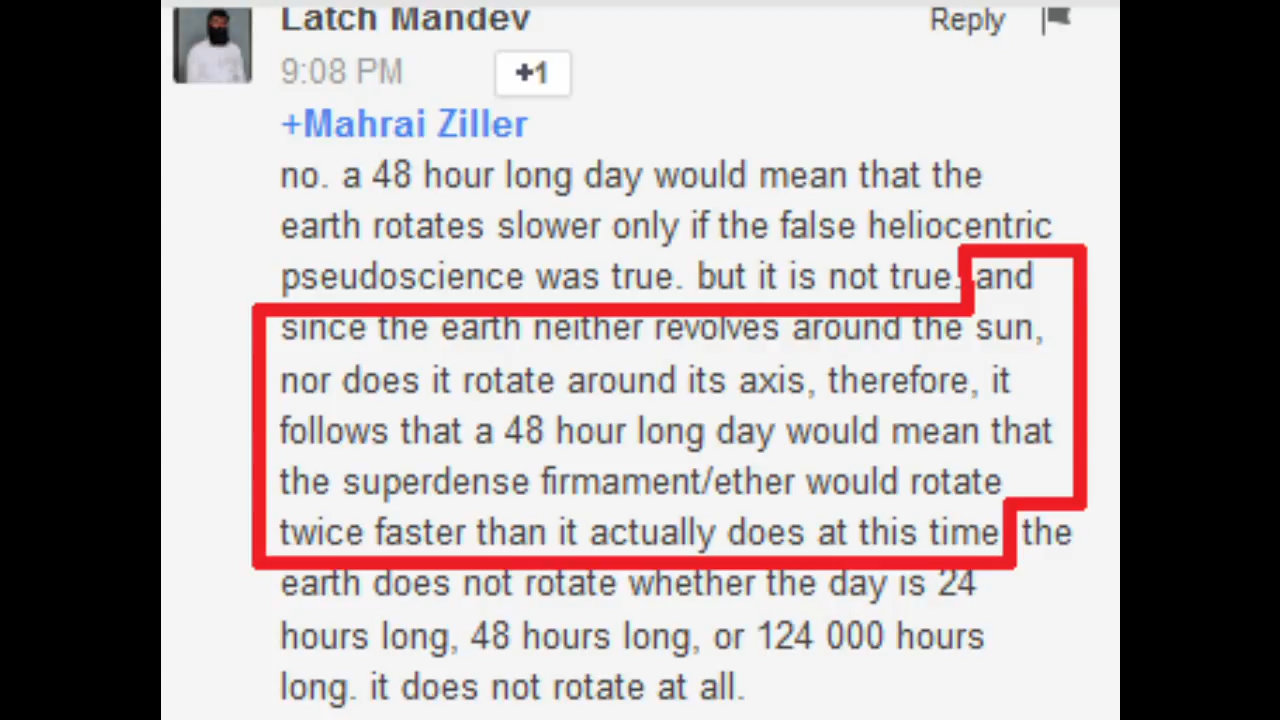 Latch Mandev
Reply
9:08 PM
+1
+Mahrai Ziller
no. a 48 hour long day would mean that the
earth rotates slower only if the false heliocentric
pseudoscience was true. but it is not true. and
since the earth neither revolves around the sun,
nor does it rotate around its axis, therefore, it
follows that a 48 hour long day would mean that
the superdense firmament/ether would rotate
twice faster than it actually does at this time the
earth does not rotate whether the day is 24
hours long, 48 hours long, or 124 000 hours
long. it does not rotate at all.